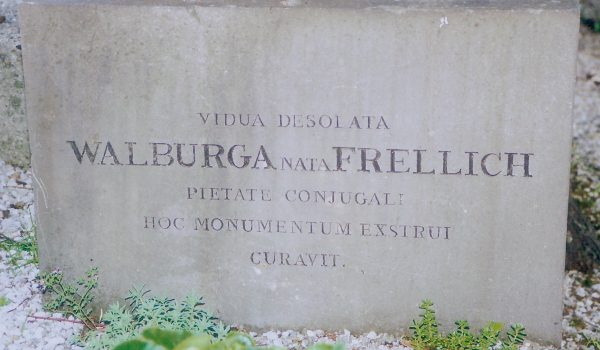 VIDUA DESOLATA
WALBURGA NATA FRELLICH
PIETATE CONJUGALI
HOC MONUMENTUM EXSTRUI
CURAVIT.